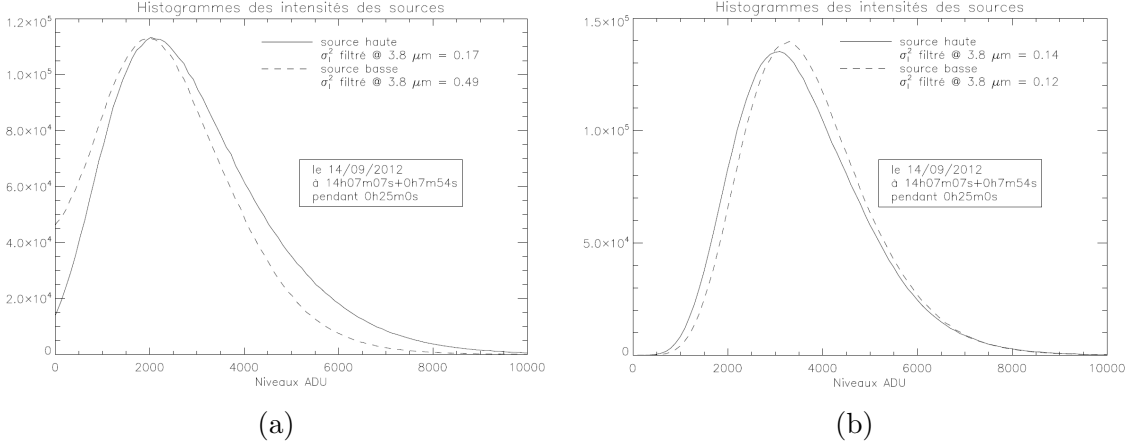 Histogrammes des intensités des sources
1.2×10⁵
1.0×10⁵
8.0×10⁴
6.0×10⁴
4.0×10⁴
2.0×10⁴
0
source haute
σ_I² filtré @ 3.8 μm = 0.17
source basse
σ_I² filtré @ 3.8 μm = 0.49
le 14/09/2012
à 14h07m07s+0h7m54s
pendant 0h25m0s
0 2000 4000 6000 8000 10000
Niveaux ADU
(a)
Histogrammes des intensités des sources
1.5×10⁵
1.0×10⁵
5.0×10⁴
0
source haute
σ_I² filtré @ 3.8 μm = 0.14
source basse
σ_I² filtré @ 3.8 μm = 0.12
le 14/09/2012
à 14h07m07s+0h7m54s
pendant 0h25m0s
0 2000 4000 6000 8000 10000
Niveaux ADU
(b)